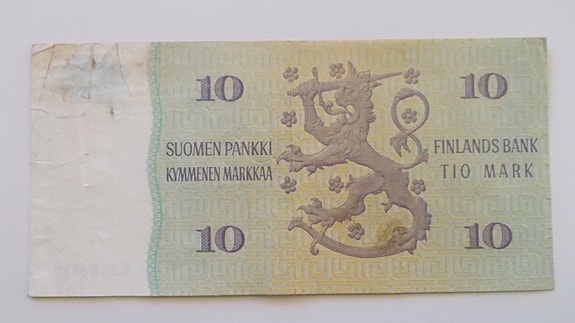 10 10
SUOMEN PANKKI FINLANDS BANK
KYMMENEN MARKKAA TIO MARK
10 10